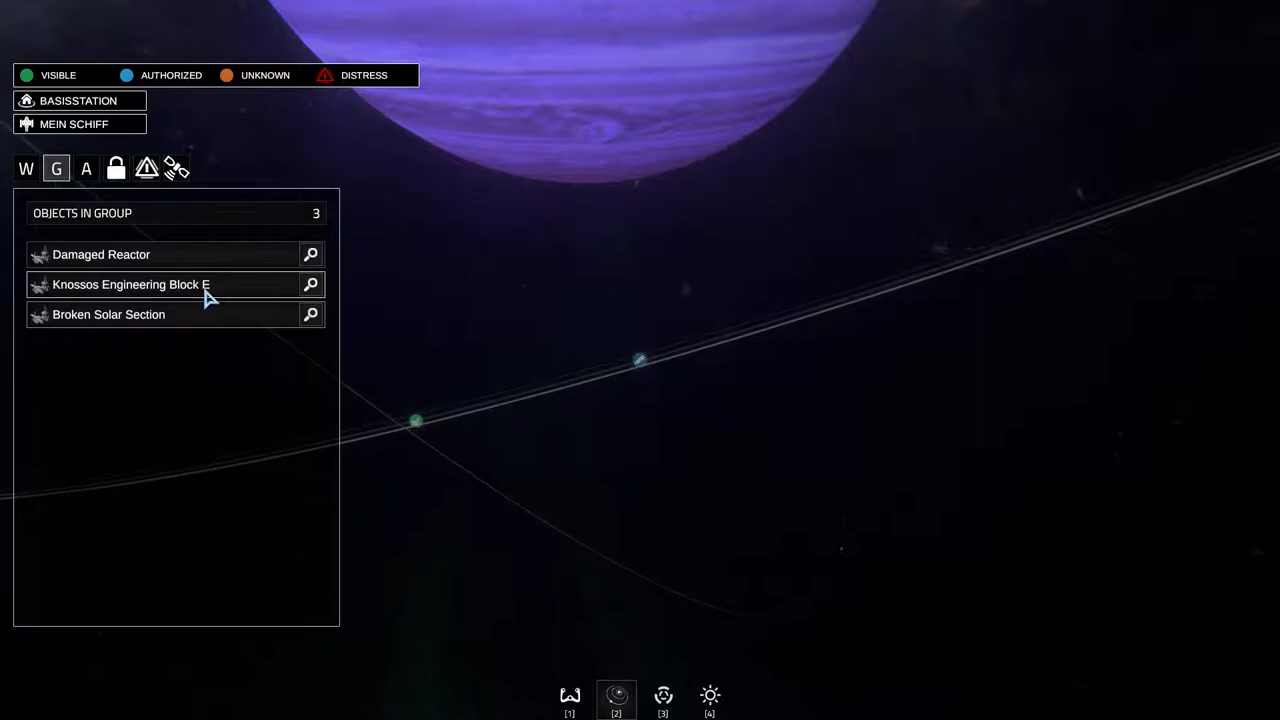 VISIBLE AUTHORIZED UNKNOWN DISTRESS
BASISSTATION
MEIN SCHIFF
W G A
OBJECTS IN GROUP 3
Damaged Reactor
Knossos Engineering Block E
Broken Solar Section
[1] [2] [3] [4]